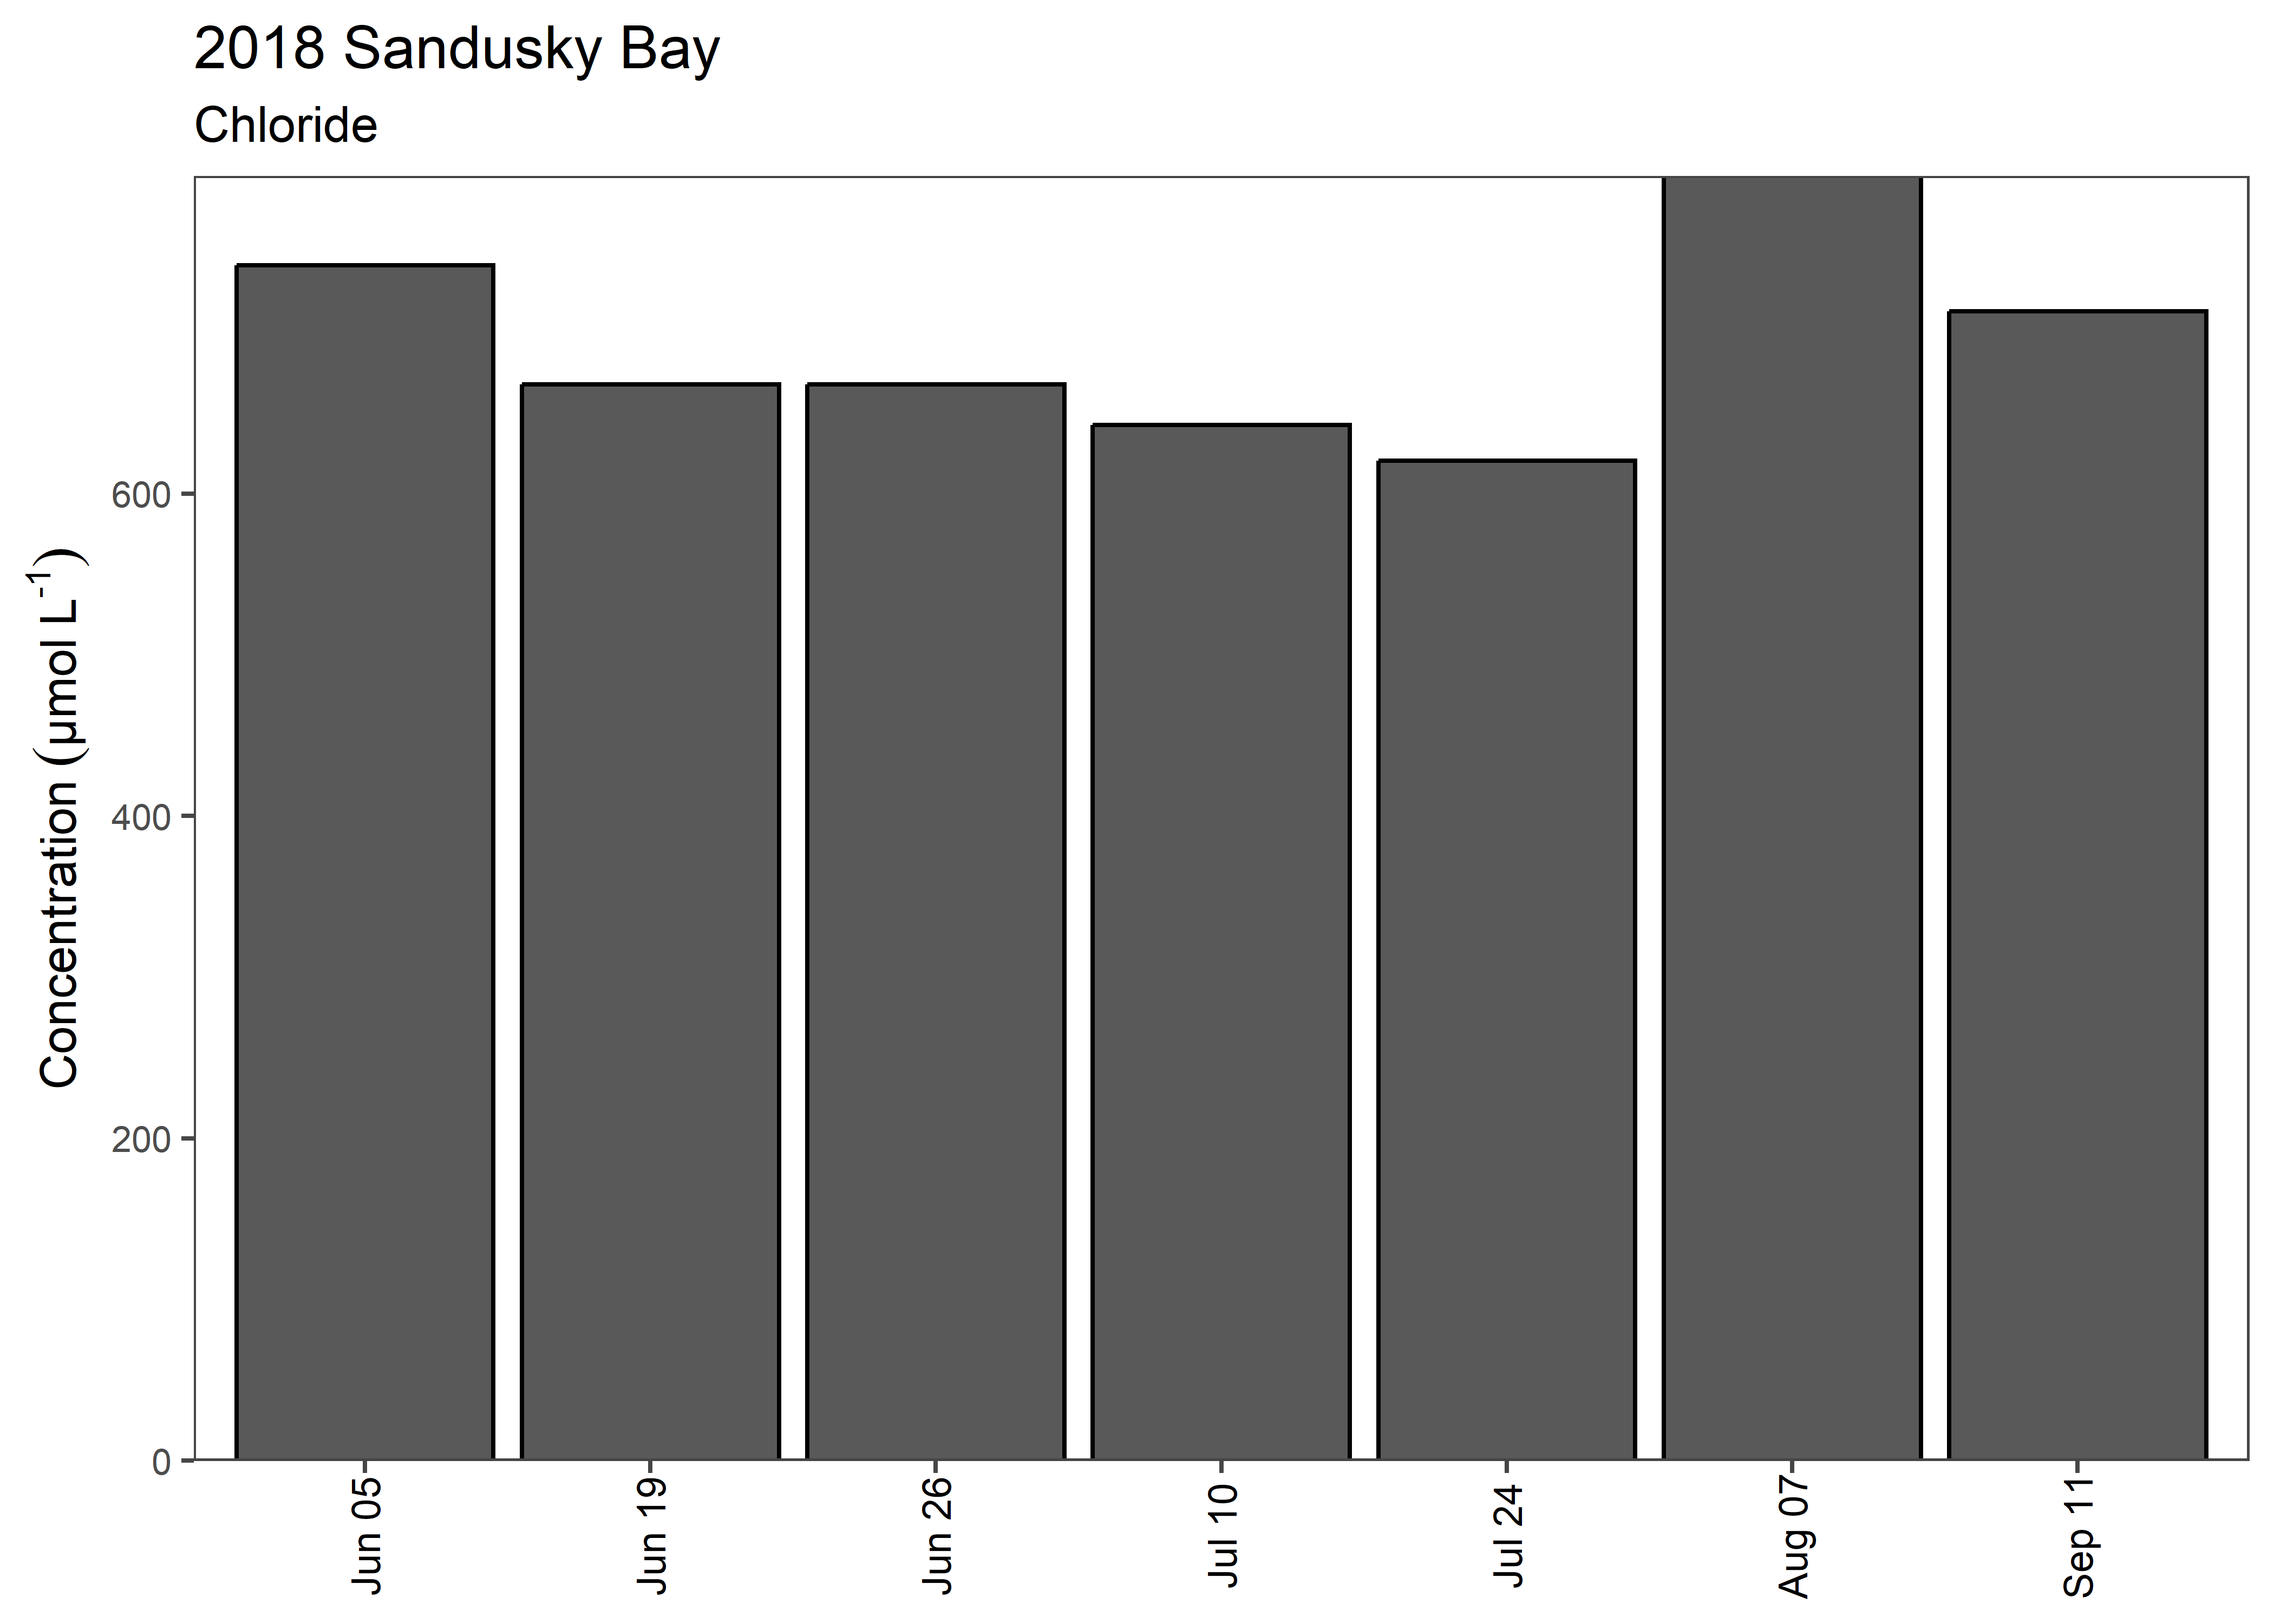 2018 Sandusky Bay
Chloride
Concentration (µmol L⁻¹)
600
400
200
0
Jun 05
Jun 19
Jun 26
Jul 10
Jul 24
Aug 07
Sep 11